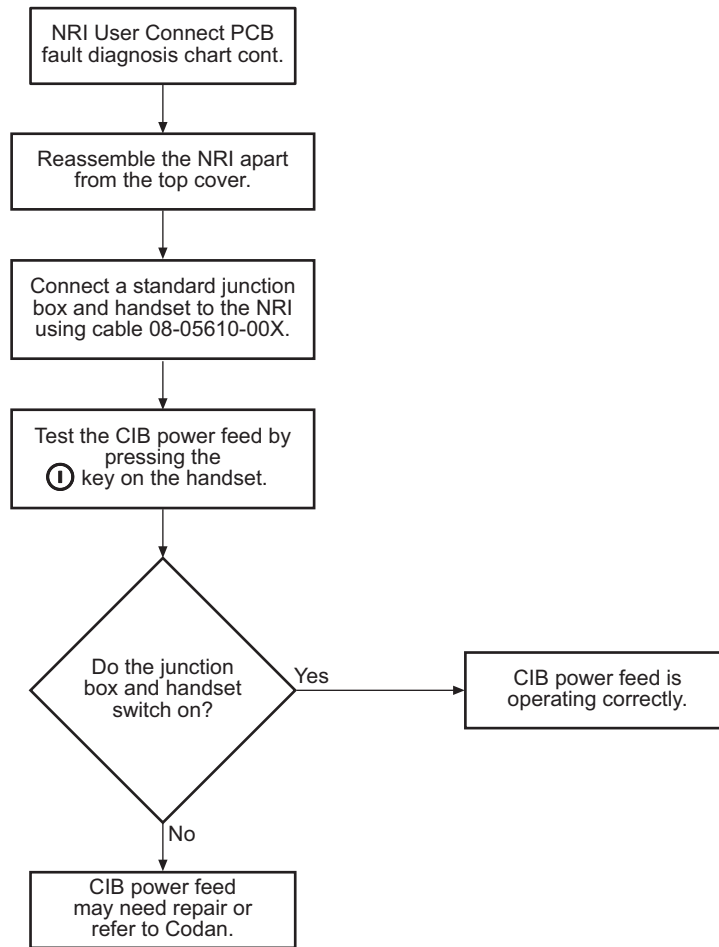 NRI User Connect PCB
fault diagnosis chart cont.
Reassemble the NRI apart
from the top cover.
Connect a standard junction
box and handset to the NRI
using cable 08-05610-00X.
Test the CIB power feed by
pressing the
key on the handset.
Do the junction
box and handset
switch on?
Yes
CIB power feed is
operating correctly.
No
CIB power feed
may need repair or
refer to Codan.